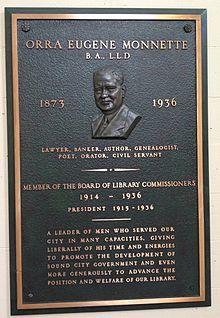 ORRA EUGENE MONNETTE
B.A., L.L.D
1873 1936
LAWYER, BANKER, AUTHOR, GENEALOGIST,
POET, ORATOR, CIVIL SERVANT
MEMBER OF THE BOARD OF LIBRARY COMMISSIONERS
1914 - 1936
PRESIDENT 1915-1936
A LEADER OF MEN WHO SERVED OUR
CITY IN MANY CAPACITIES, GIVING
LIBERALLY OF HIS TIME AND ENERGIES
TO PROMOTE THE DEVELOPMENT OF
SOUND CITY GOVERNMENT AND EVEN
MORE GENEROUSLY TO ADVANCE THE
POSITION AND WELFARE OF OUR LIBRARY.